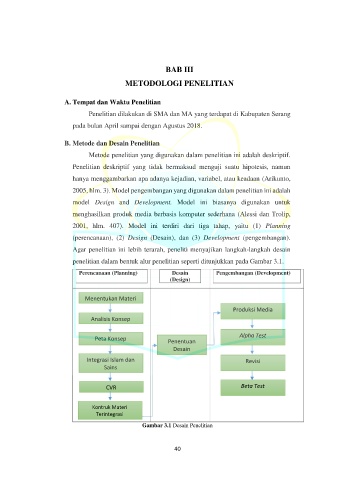 BAB III
METODOLOGI PENELITIAN
A. Tempat dan Waktu Penelitian
Penelitian dilakukan di SMA dan MA yang terdapat di Kabupaten Serang
pada bulan April sampai dengan Agustus 2018.
B. Metode dan Desain Penelitian
Metode penelitian yang digunakan dalam penelitian ini adalah deskriptif.
Penelitian deskriptif yang tidak bermaksud menguji suatu hipotesis, namun
hanya menggambarkan apa adanya kejadian, variabel, atau keadaan (Arikunto,
2005, hlm. 3). Model pengembangan yang digunakan dalam penelitian ini adalah
model Design and Development. Model ini biasanya digunakan untuk
menghasilkan produk media berbasis komputer sederhana (Alessi dan Trolip,
2001, hlm. 407). Model ini terdiri dari tiga tahap, yaitu (1) Planning
(perencanaan), (2) Design (Desain), dan (3) Development (pengembangan).
Agar penelitian ini lebih terarah, peneliti menyajikan langkah-langkah desain
penelitian dalam bentuk alur penelitian seperti ditunjukkan pada Gambar 3.1.
Perencanaan (Planning)
Desain
(Design)
Pengembangan (Development)
Menentukan Materi
Analisis Konsep
Peta Konsep
Integrasi Islam dan
Sains
CVR
Kontruk Materi
Terintegrasi
Penentuan
Desain
Produksi Media
Alpha Test
Revisi
Beta Test
Gambar 3.1 Desain Penelitian
40